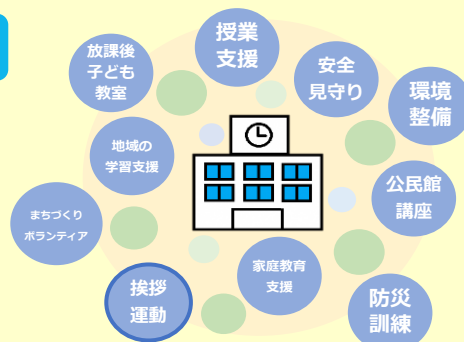 放課後
子ども
教室
授業
支援
安全
見守り
環境
整備
地域の
学習支援
公民館
講座
まちづくり
ボランティア
家庭教育
支援
挨拶
運動
防災
訓練